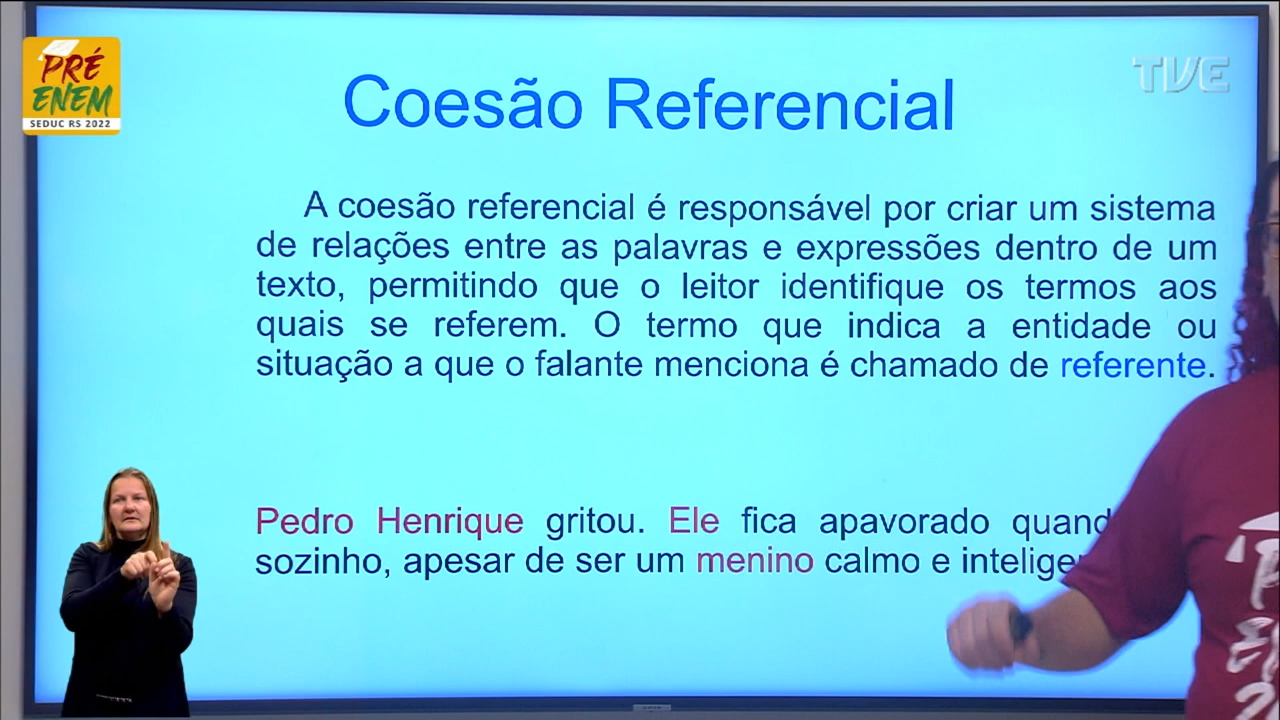 PRÉ
ENEM
SEDUC RS 2022
TVE
Coesão Referencial
A coesão referencial é responsável por criar um sistema
de relações entre as palavras e expressões dentro de um
texto, permitindo que o leitor identifique os termos aos
quais se referem. O termo que indica a entidade ou
situação a que o falante menciona é chamado de referente.
Pedro Henrique gritou. Ele fica apavorado
sozinho, apesar de ser um menino calmo e